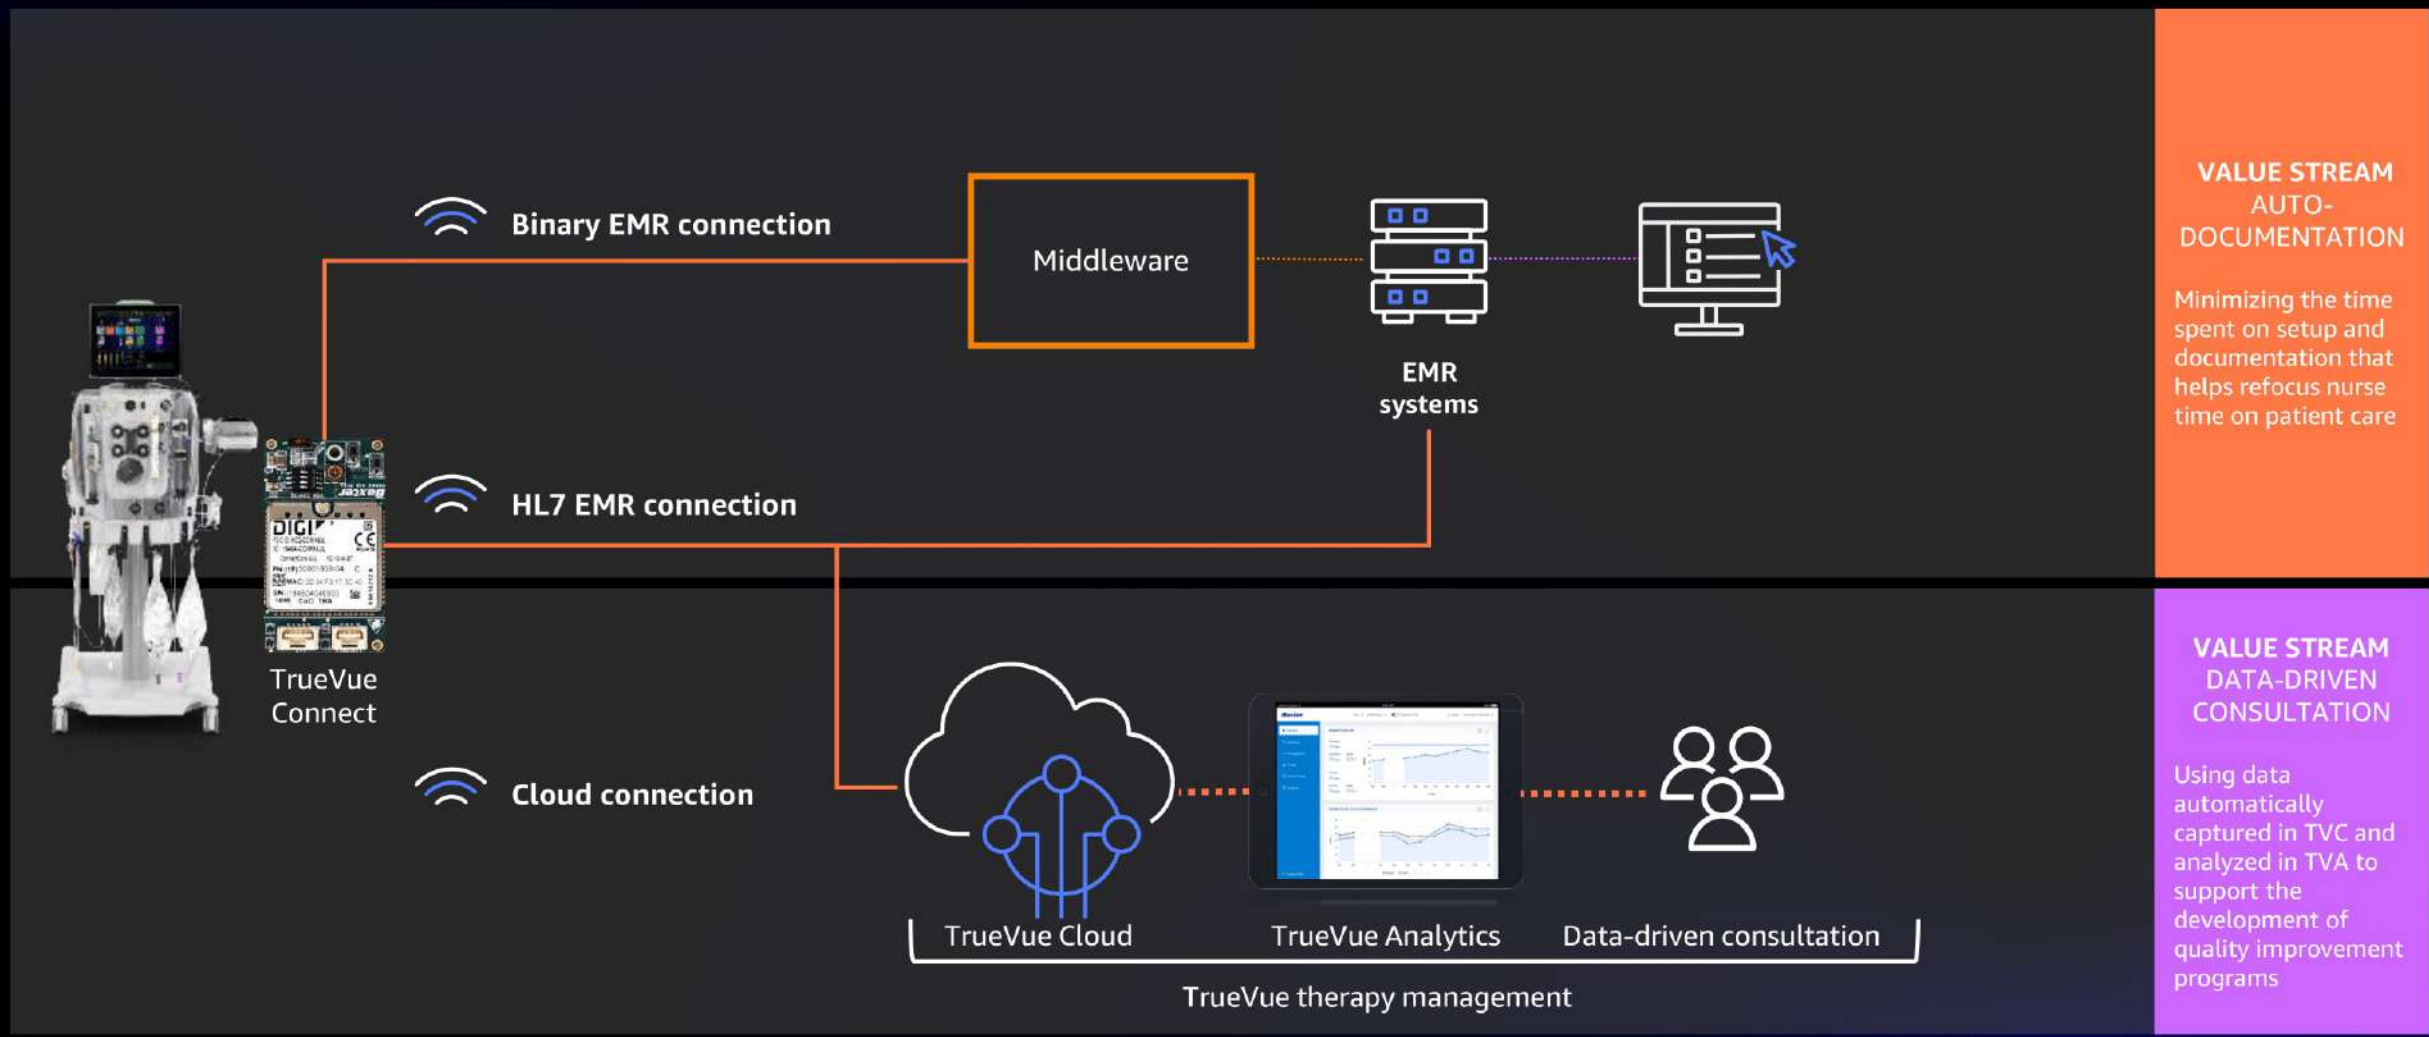 Binary EMR connection
Middleware
EMR
systems
HL7 EMR connection
Baxter
DIGI
TrueVue
Connect
Cloud connection
TrueVue Cloud
TrueVue Analytics
Data-driven consultation
TrueVue therapy management
VALUE STREAM
AUTO-
DOCUMENTATION
Minimizing the time
spent on setup and
documentation that
helps refocus nurse
time on patient care
VALUE STREAM
DATA-DRIVEN
CONSULTATION
Using data
automatically
captured in TVC and
analyzed in TVA to
support the
development of
quality improvement
programs